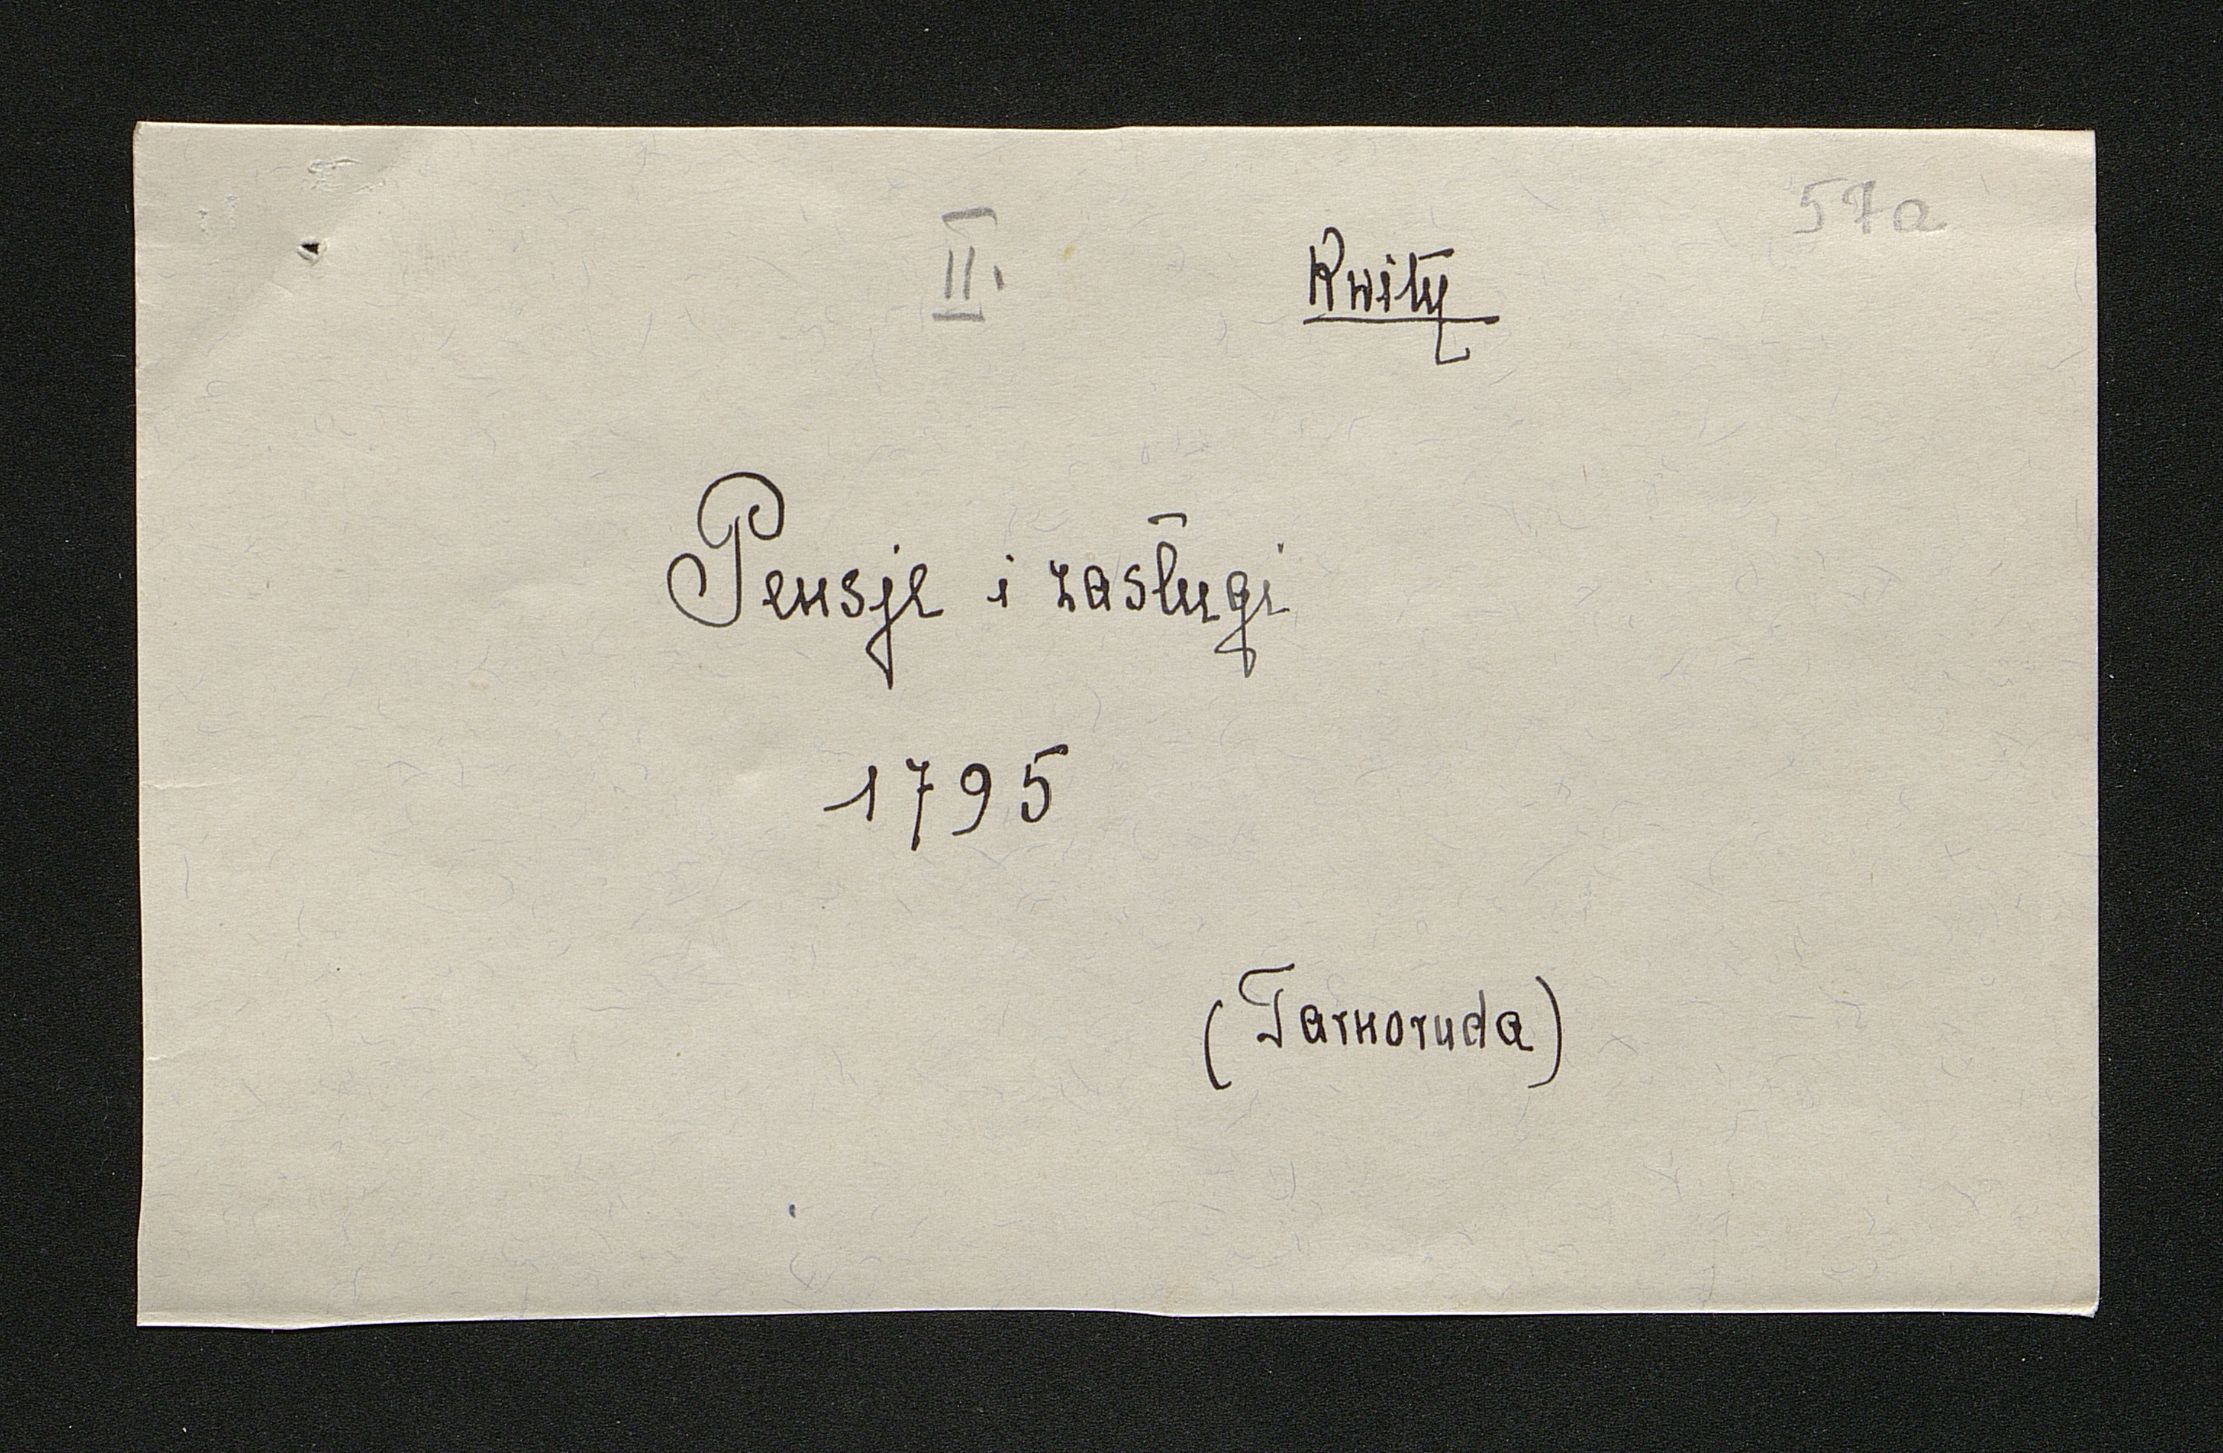 57a
II. Kwity
Pensje i zasługi
1795
(Tarnoruda)